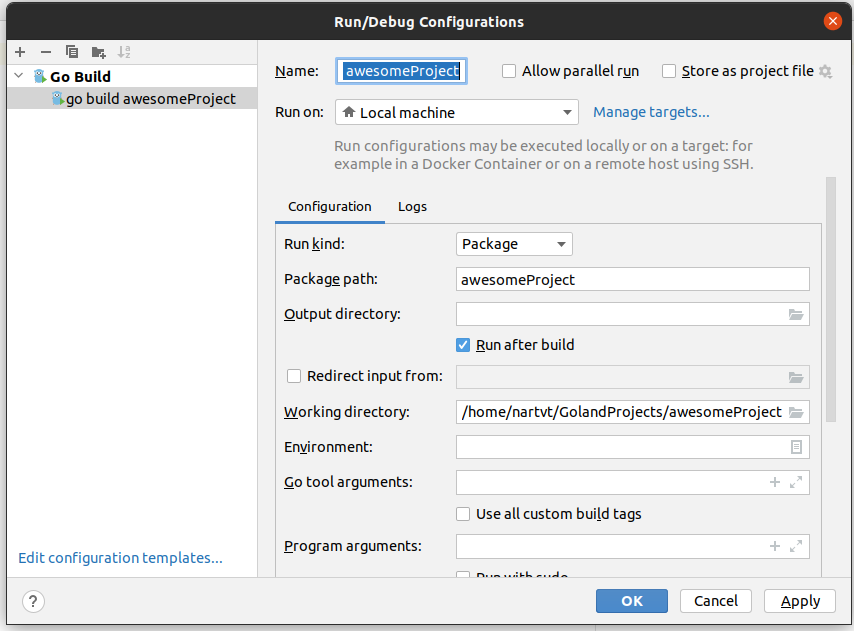 Run/Debug Configurations
Go Build
go build awesomeProject
Edit configuration templates...
Name: awesomeProject Allow parallel run Store as project file
Run on: Local machine Manage targets...
Run configurations may be executed locally or on a target: for
example in a Docker Container or on a remote host using SSH.
Configuration Logs
Run kind: Package
Package path: awesomeProject
Output directory:
Run after build
Redirect input from:
Working directory: /home/nartvt/GolandProjects/awesomeProject
Environment:
Go tool arguments:
Use all custom build tags
Program arguments:
Run with sudo
? OK Cancel Apply